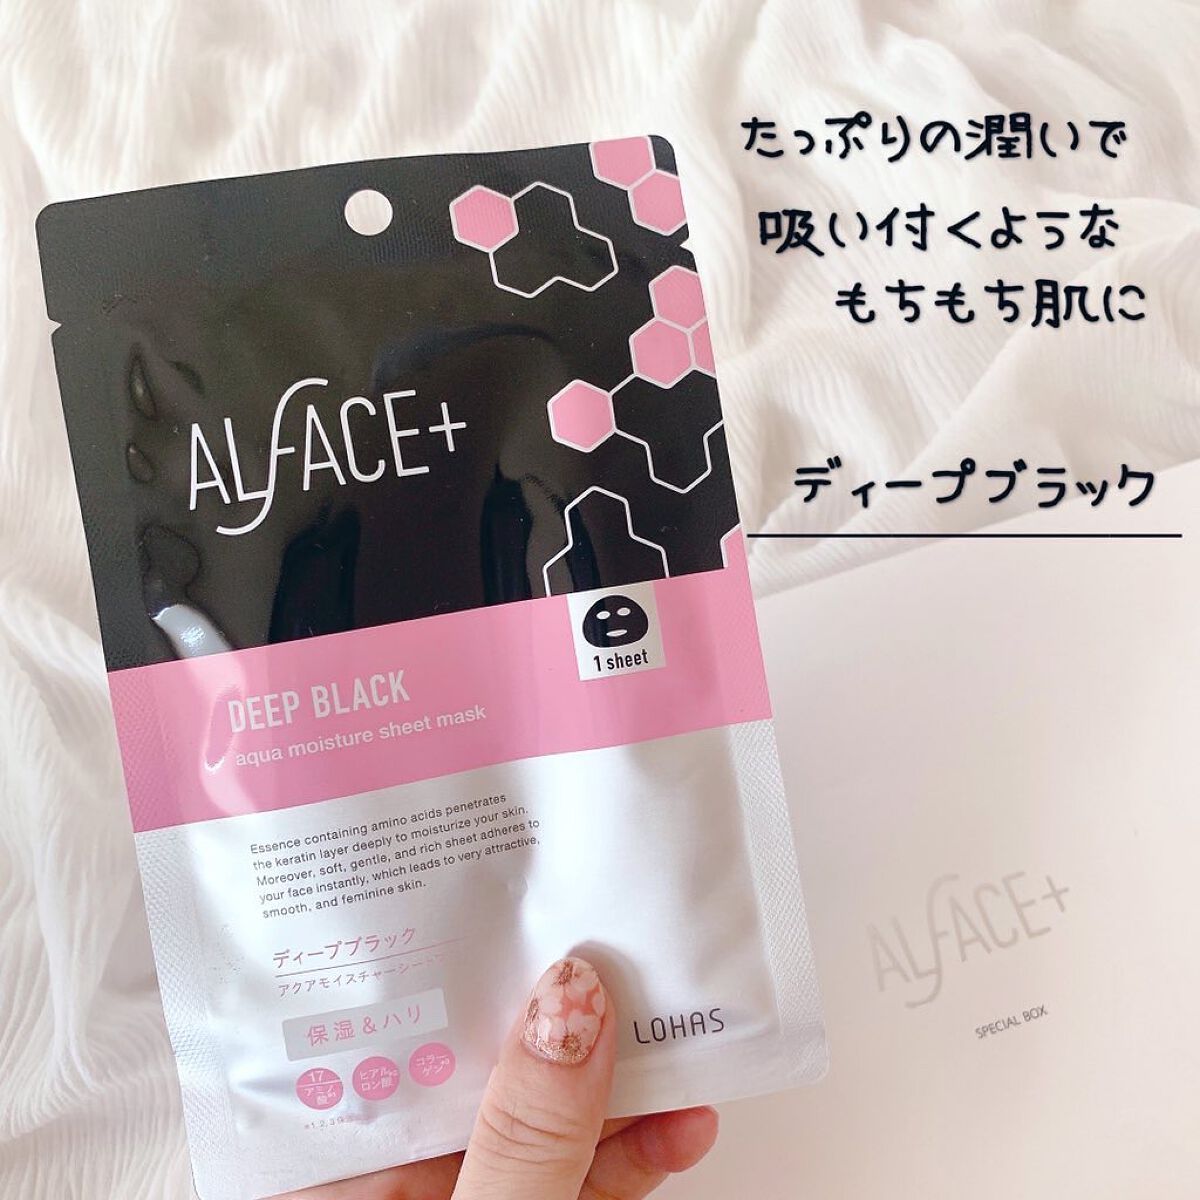 たっぷりの潤いで
吸い付くような
もちもち肌に
ディープブラック
ALFACE+
1 sheet
DEEP BLACK
aqua moisture sheet mask
Essence containing amino acids penetrates
the keratin layer deeply to moisturize your skin.
Moreover, soft, gentle, and rich sheet adheres to
your face instantly, which leads to very attractive,
smooth, and feminine skin.
ディープブラック
アクアモイスチャーシート
保湿&ハリ
17
アミノ
酸
ヒアル
ロン酸
コラー
ゲン
LOHAS
ALFACE+
SPECIAL BOX